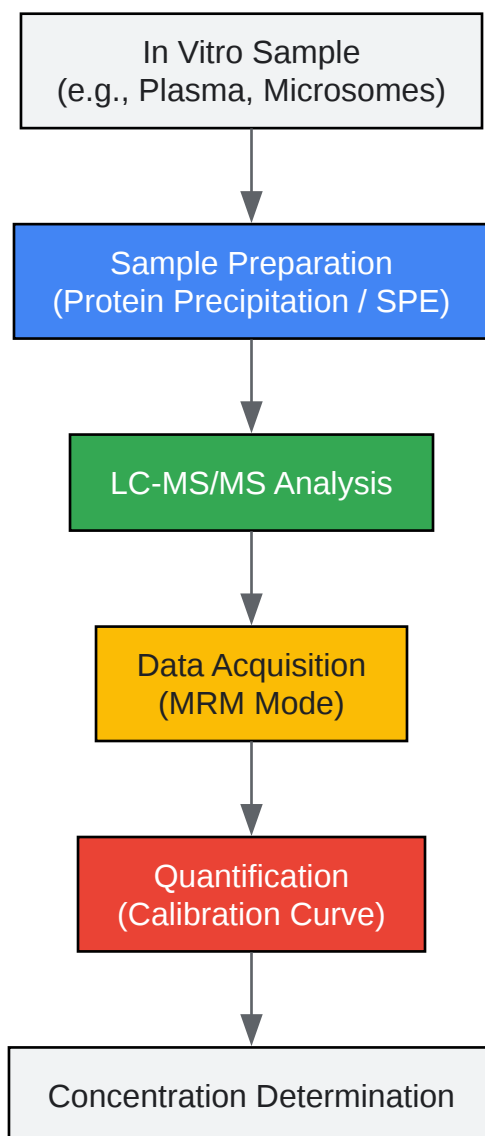 In Vitro Sample
(e.g., Plasma, Microsomes)
Sample Preparation
(Protein Precipitation / SPE)
LC-MS/MS Analysis
Data Acquisition
(MRM Mode)
Quantification
(Calibration Curve)
Concentration Determination